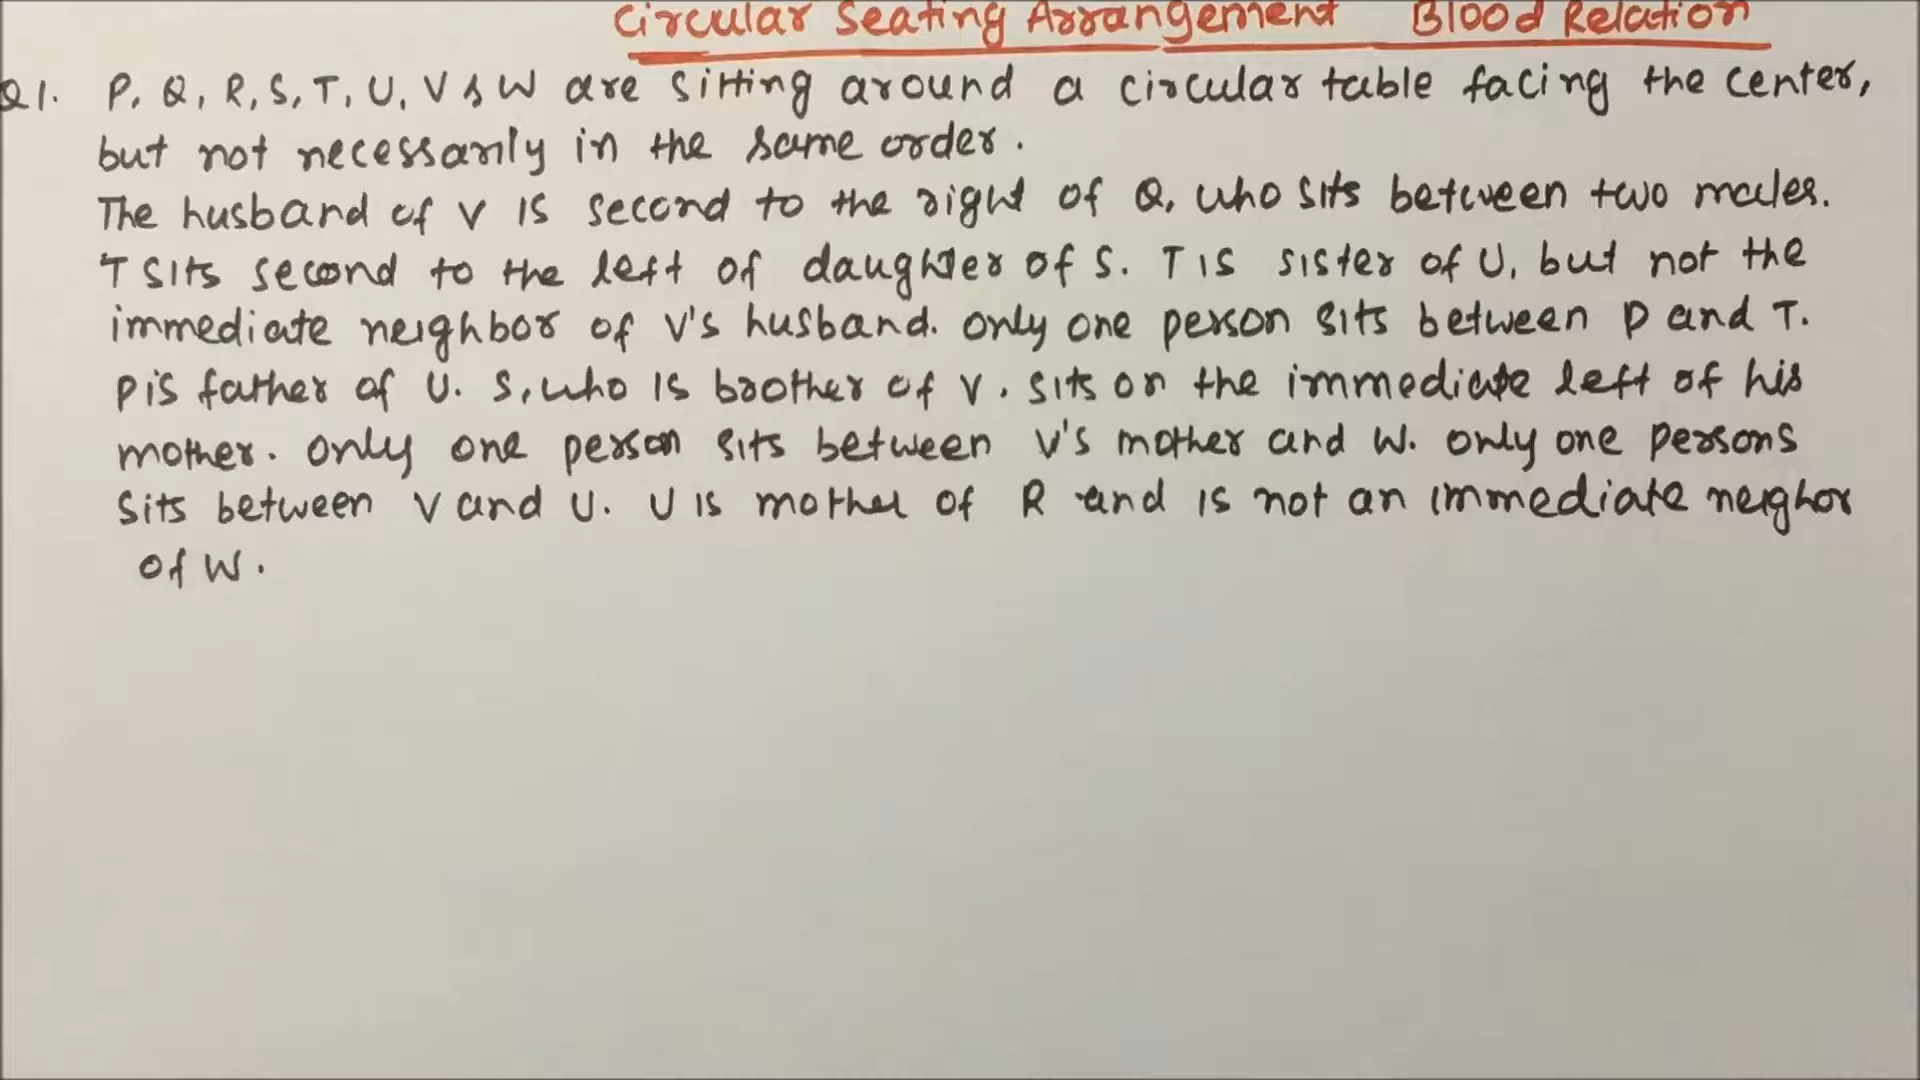 Circular Seating Arrangement Blood Relation
Q1. P, Q, R, S, T, U, V & W are sitting around a circular table facing the center,
but not necessarily in the same order.
The husband of V is second to the right of Q, who sits between two males.
T sits second to the left of daughter of S. T is sister of U, but not the
immediate neighbor of V's husband. only one person sits between P and T.
P is father of U. S, who is brother of V, sits on the immediate left of his
mother. only one person sits between V's mother and W. only one persons
sits between V and U. U is mother of R and is not an immediate neighor
of W.